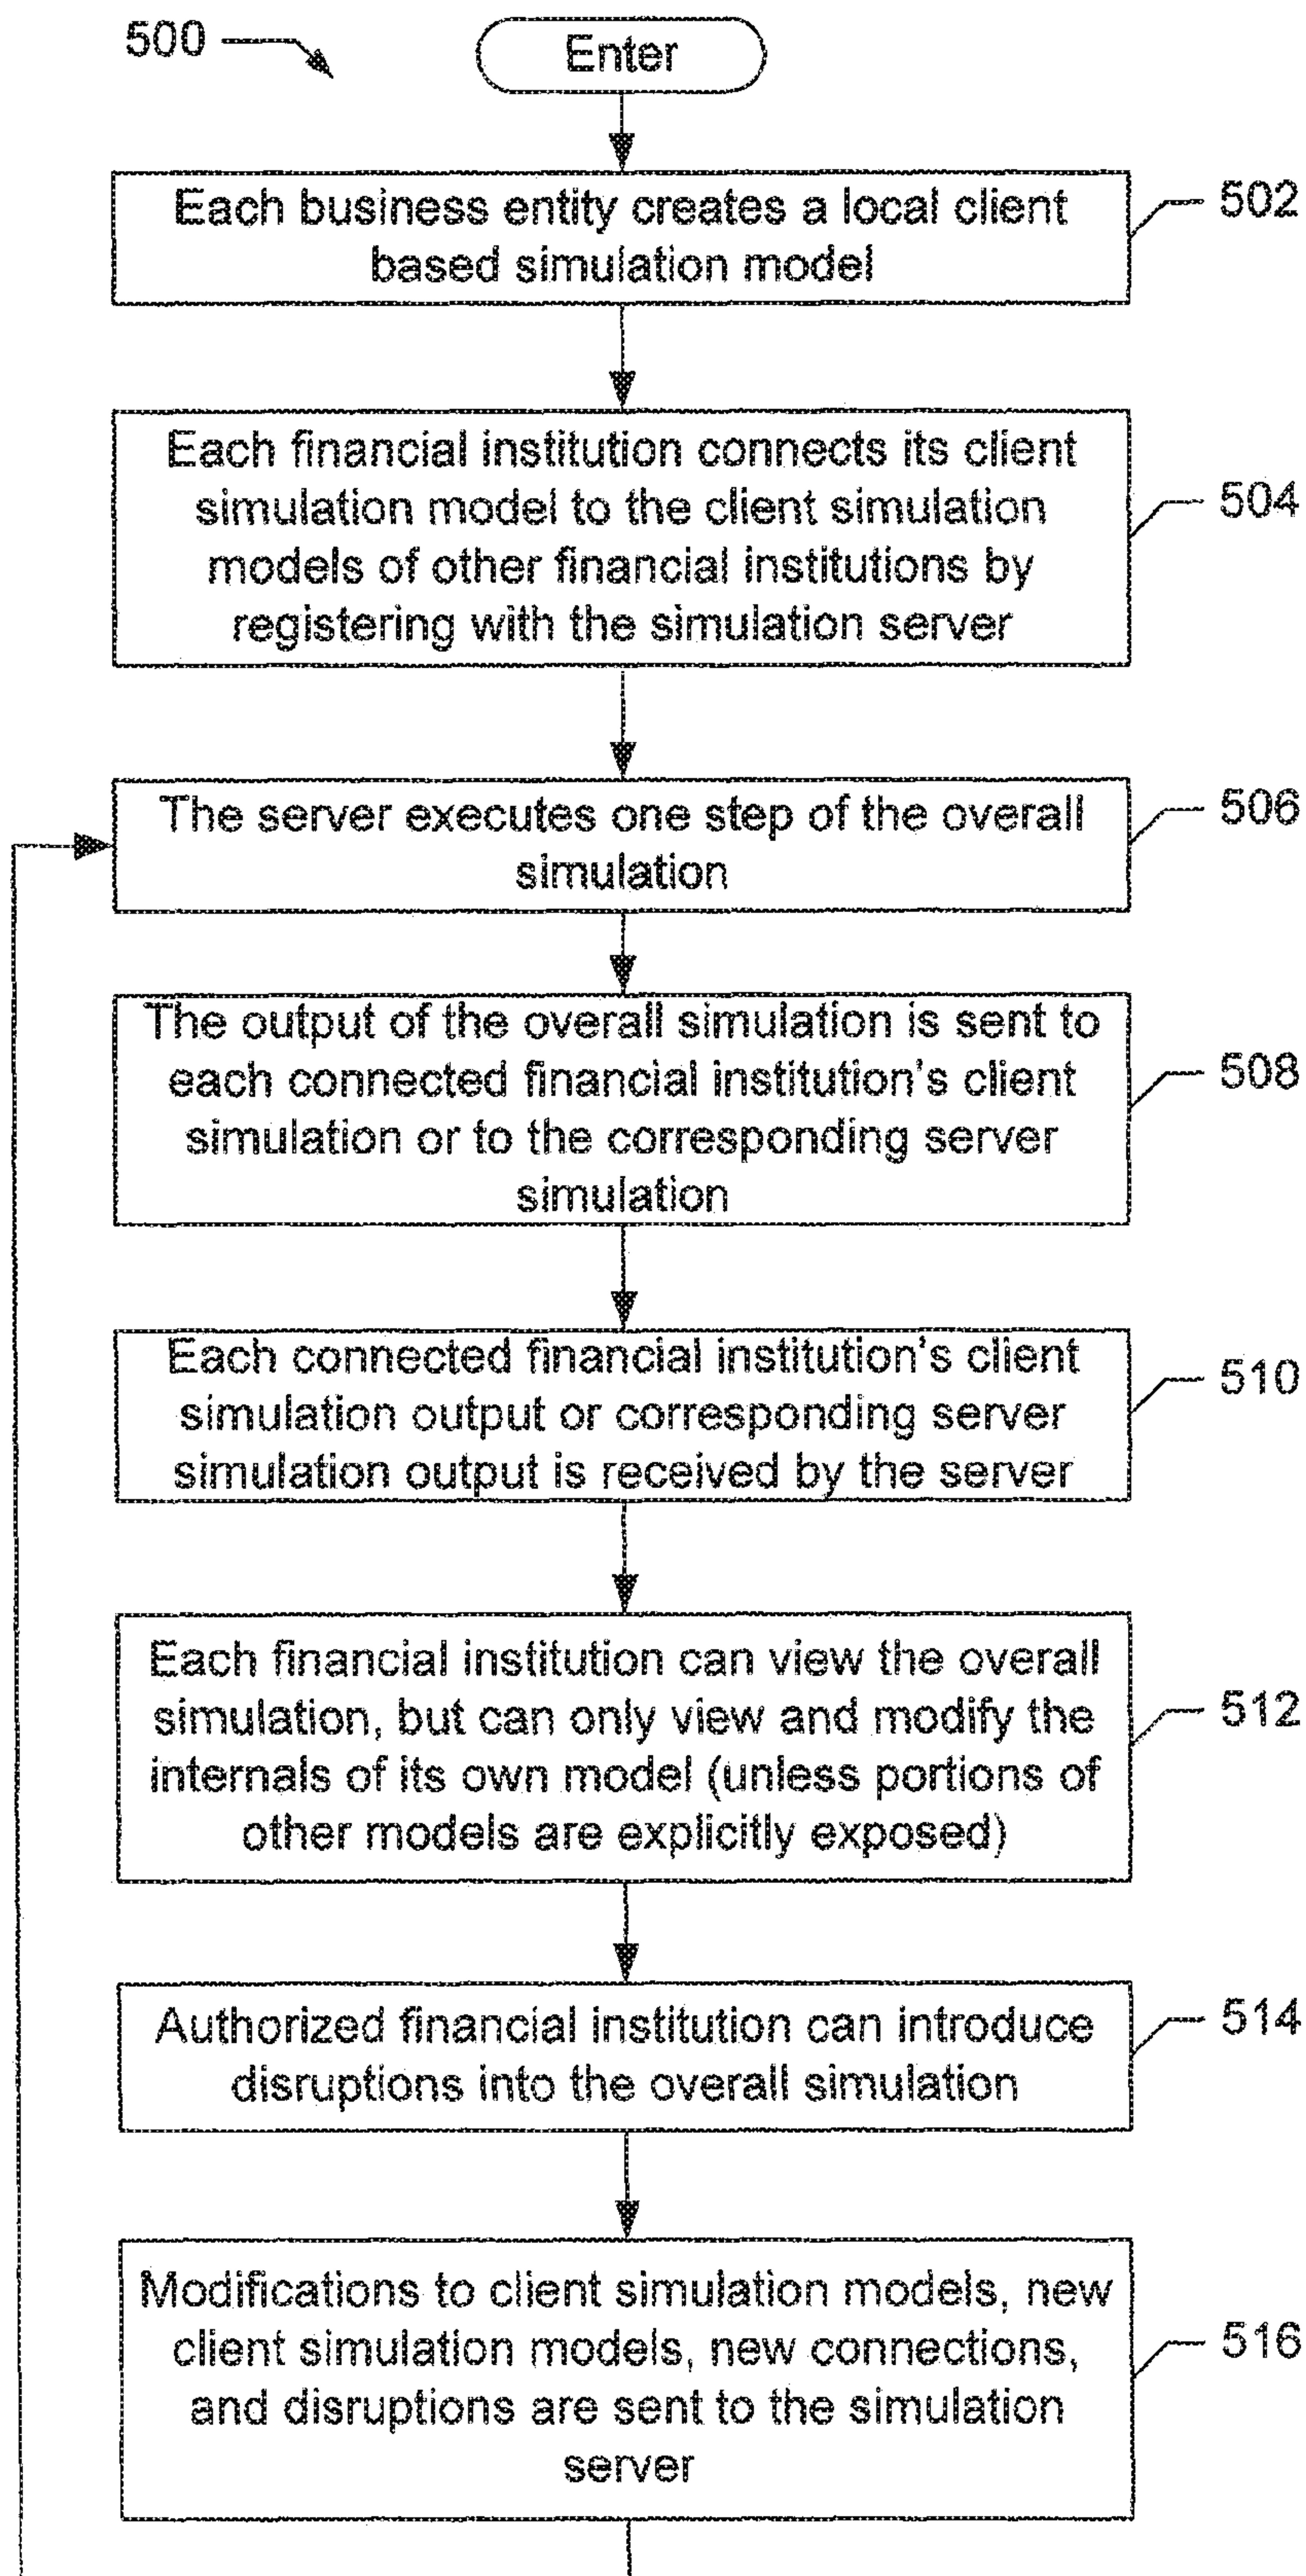 500
Enter
Each business entity creates a local client
based simulation model
502
Each financial institution connects its client
simulation model to the client simulation
models of other financial institutions by
registering with the simulation server
504
The server executes one step of the overall
simulation
506
The output of the overall simulation is sent to
each connected financial institution's client
simulation or to the corresponding server
simulation
508
Each connected financial institution's client
simulation output or corresponding server
simulation output is received by the server
510
Each financial institution can view the overall
simulation, but can only view and modify the
internals of its own model (unless portions of
other models are explicitly exposed)
512
Authorized financial institution can introduce
disruptions into the overall simulation
514
Modifications to client simulation models, new
client simulation models, new connections,
and disruptions are sent to the simulation
server
516